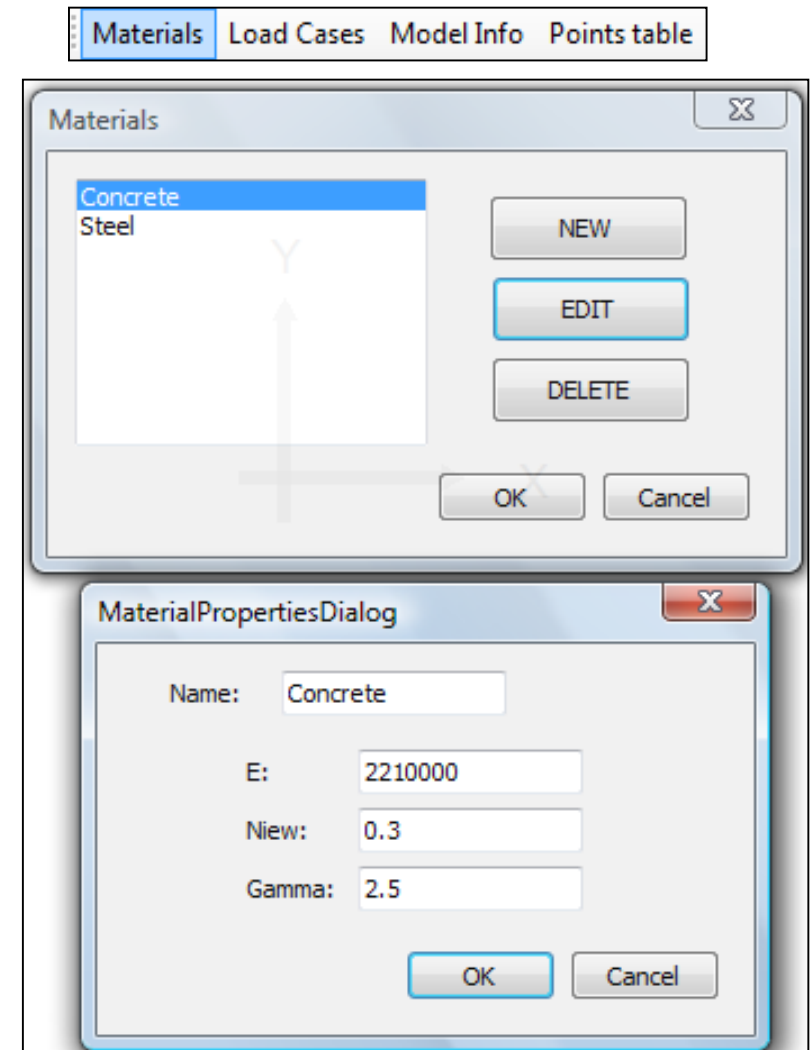 Materials Load Cases Model Info Points table
Materials
Concrete
Steel
NEW
EDIT
DELETE
Y
X
OK Cancel
MaterialPropertiesDialog
Name: Concrete
E: 2210000
Niew: 0.3
Gamma: 2.5
OK Cancel